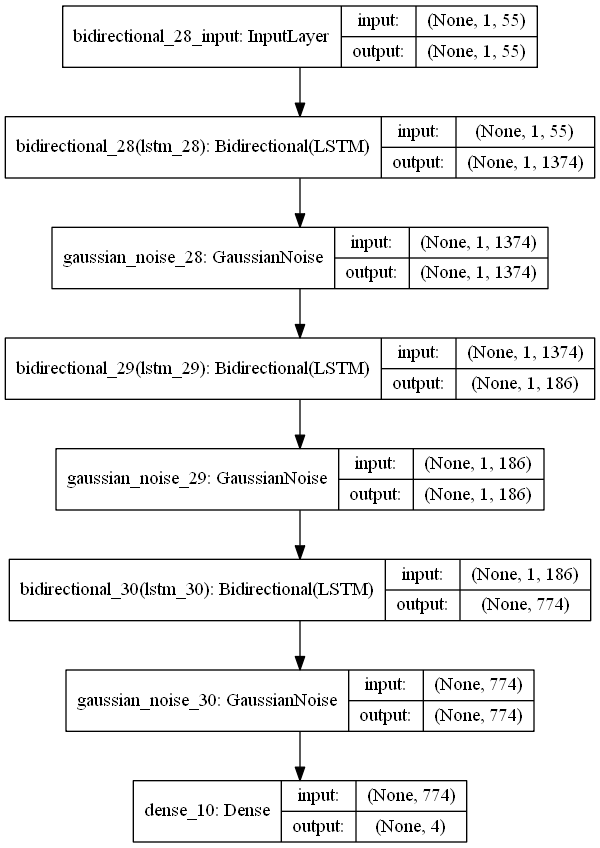 bidirectional_28_input: InputLayer
input: (None, 1, 55)
output: (None, 1, 55)
bidirectional_28(lstm_28): Bidirectional(LSTM)
input: (None, 1, 55)
output: (None, 1, 1374)
gaussian_noise_28: GaussianNoise
input: (None, 1, 1374)
output: (None, 1, 1374)
bidirectional_29(lstm_29): Bidirectional(LSTM)
input: (None, 1, 1374)
output: (None, 1, 186)
gaussian_noise_29: GaussianNoise
input: (None, 1, 186)
output: (None, 1, 186)
bidirectional_30(lstm_30): Bidirectional(LSTM)
input: (None, 1, 186)
output: (None, 774)
gaussian_noise_30: GaussianNoise
input: (None, 774)
output: (None, 774)
dense_10: Dense
input: (None, 774)
output: (None, 4)